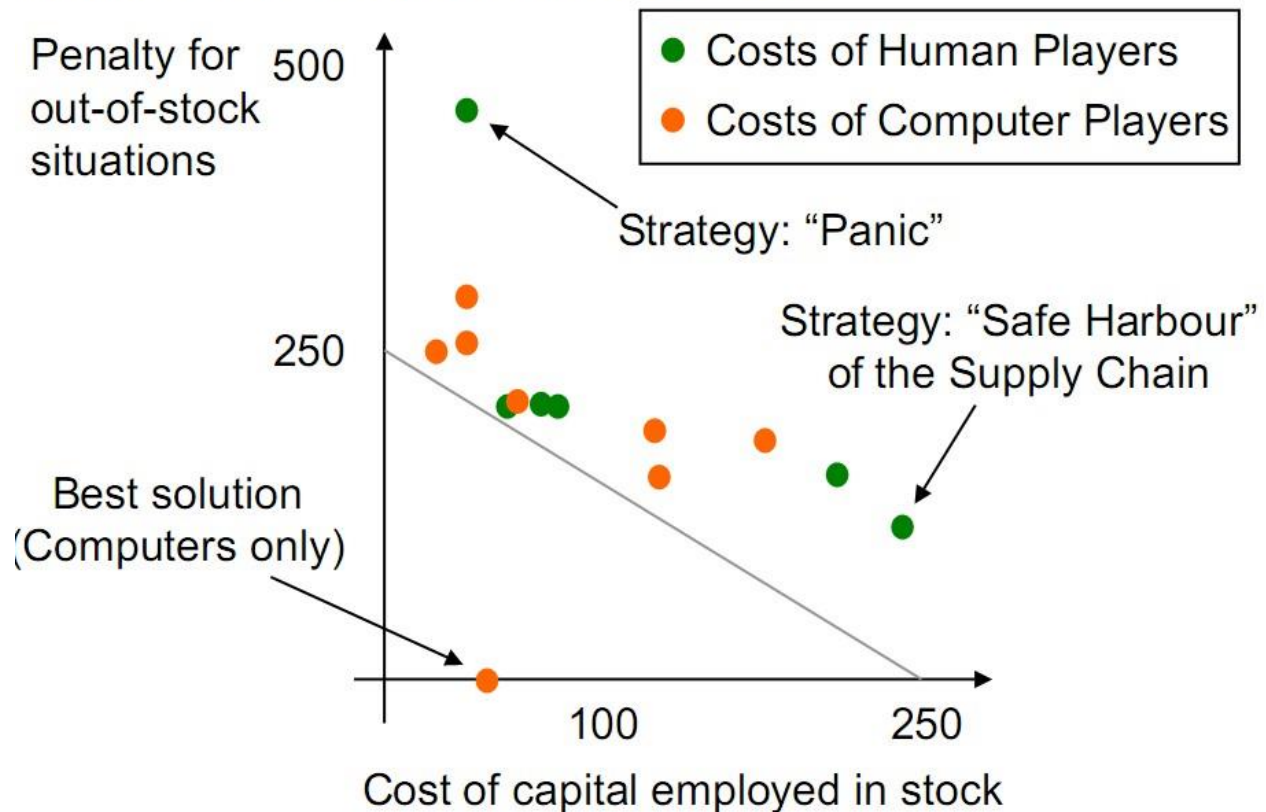 Penalty for
out-of-stock
situations
500
Costs of Human Players
Costs of Computer Players
Strategy: “Panic”
Strategy: “Safe Harbour”
of the Supply Chain
250
Best solution
(Computers only)
100
250
Cost of capital employed in stock